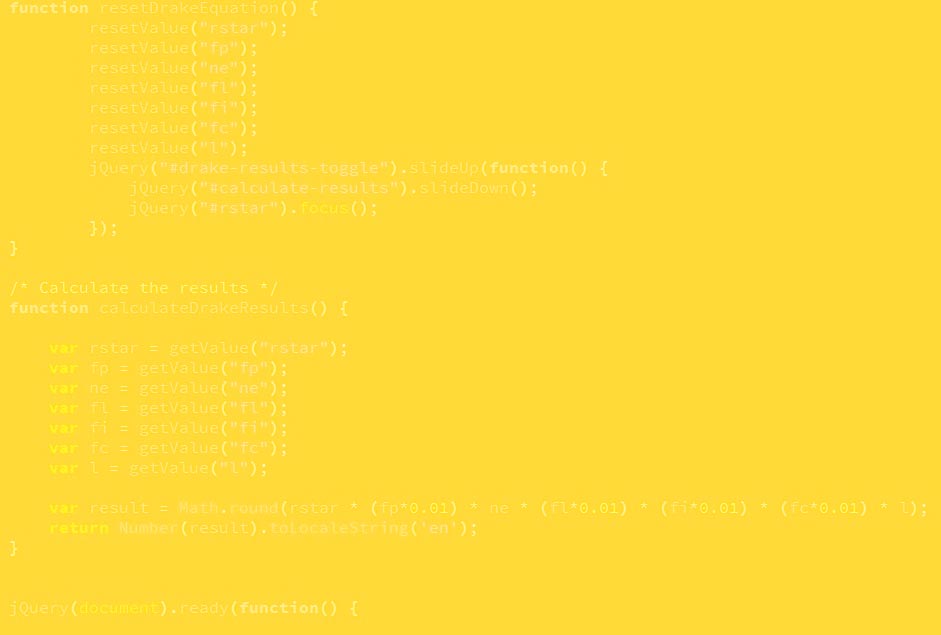 function resetDrakeEquation() {
resetValue("rstar");
resetValue("fp");
resetValue("ne");
resetValue("fl");
resetValue("fi");
resetValue("fc");
resetValue("l");
jQuery("#drake-results-toggle").slideUp(function() {
jQuery("#calculate-results").slideDown();
jQuery("#rstar").focus();
});
}
/* Calculate the results */
function calculateDrakeResults() {
var rstar = getValue("rstar");
var fp = getValue("fp");
var ne = getValue("ne");
var fl = getValue("fl");
var fi = getValue("fi");
var fc = getValue("fc");
var l = getValue("l");
var result = Math.round(rstar * (fp*0.01) * ne * (fl*0.01) * (fi*0.01) * (fc*0.01) * l);
return Number(result).toLocaleString('en');
}
jQuery(document).ready(function() {